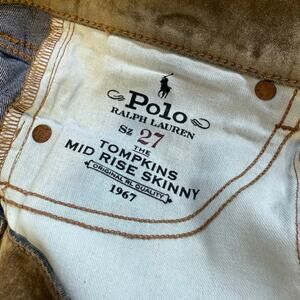 Polo
RALPH LAUREN
SZ 27
THE
TOMPKINS
MID RISE SKINNY
ORIGINAL RL QUALITY
1967